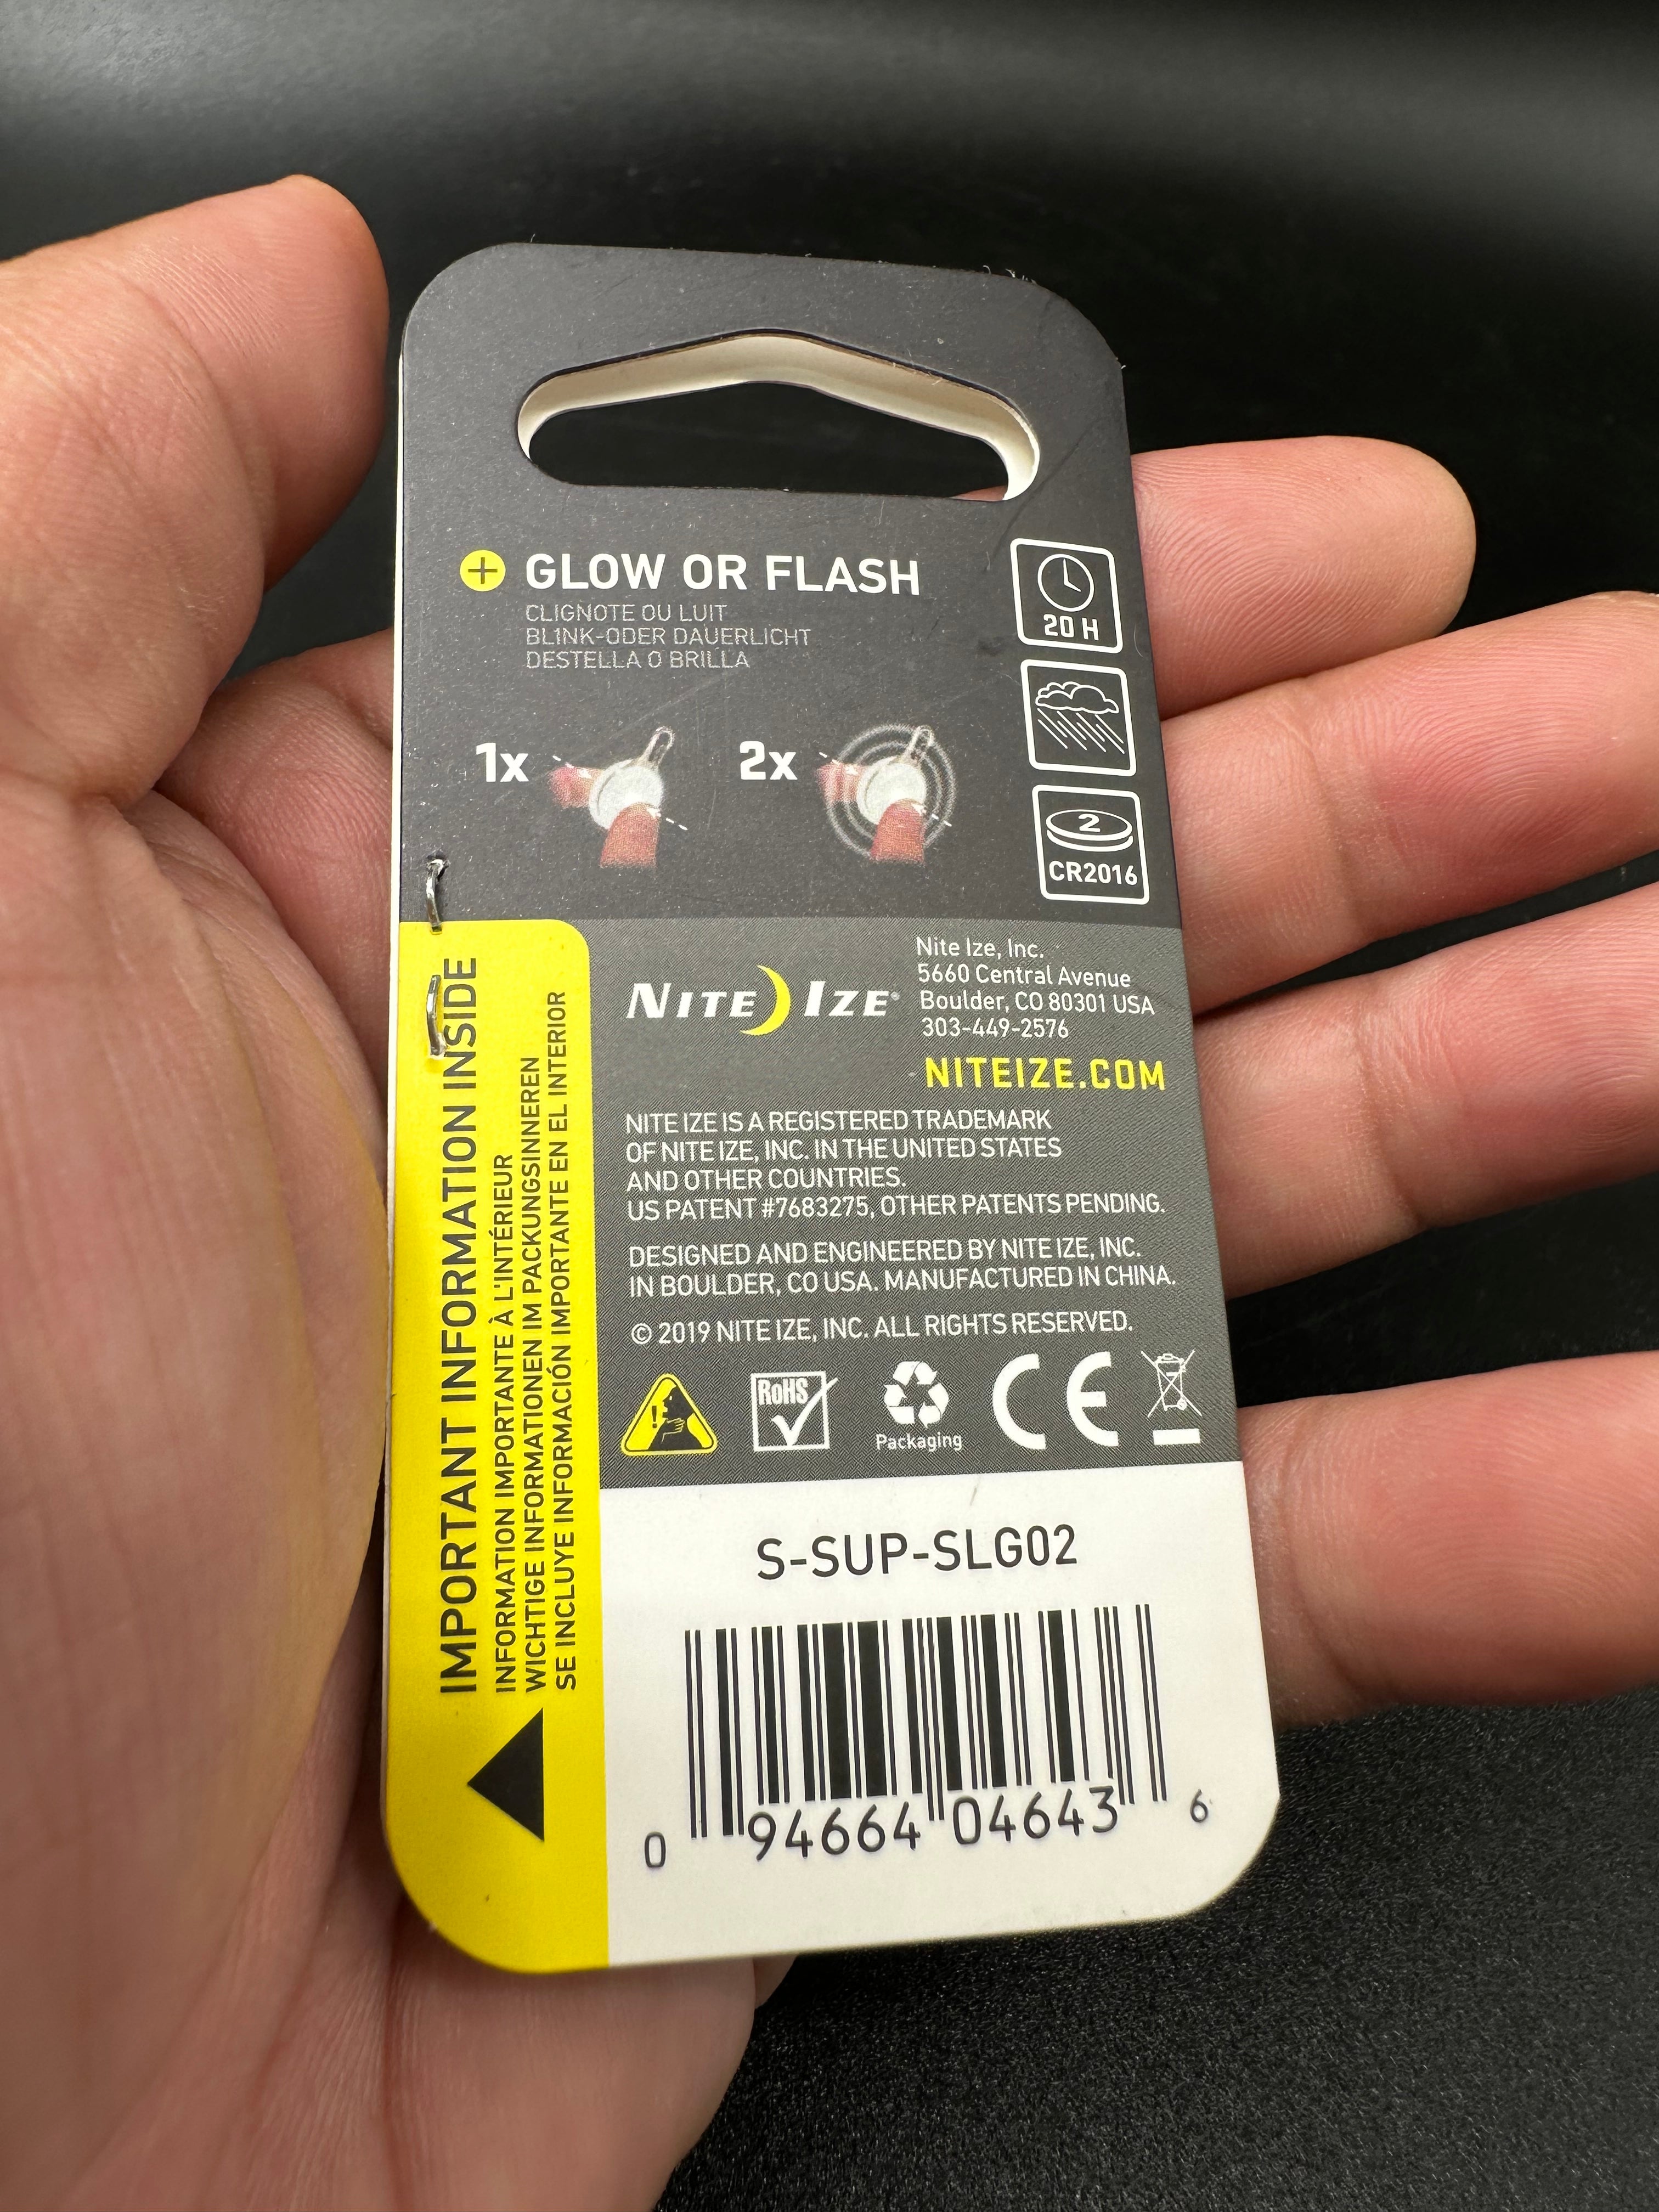 GLOW OR FLASH
CLIGNOTE OU LUIT
BLINK-ODER DAUERLICHT
DESTELLA O BRILLA
20 H
1x
2x
2
CR2016
NITE IZE®
Nite Ize, Inc.
5660 Central Avenue
Boulder, CO 80301 USA
303-449-2576
NITEIZE.COM
NITE IZE IS A REGISTERED TRADEMARK
OF NITE IZE, INC. IN THE UNITED STATES
AND OTHER COUNTRIES.
US PATENT #7683275, OTHER PATENTS PENDING.
DESIGNED AND ENGINEERED BY NITE IZE, INC.
IN BOULDER, CO USA. MANUFACTURED IN CHINA.
© 2019 NITE IZE, INC. ALL RIGHTS RESERVED.
RoHS
Packaging
CE
IMPORTANT INFORMATION INSIDE
INFORMATION IMPORTANTE À L'INTÉRIEUR
WICHTIGE INFORMATIONEN IM PACKUNGSINNEREN
SE INCLUYE INFORMACIÓN IMPORTANTE EN EL INTERIOR
S-SUP-SLG02
0 94664 04643 6